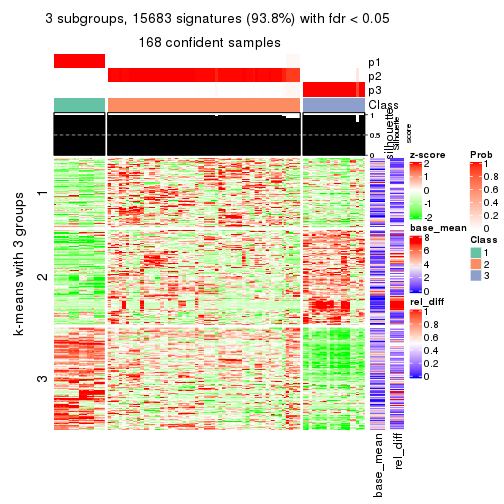 3 subgroups, 15683 signatures (93.8%) with fdr < 0.05
168 confident samples
p1
p2
p3
Class
1
0.5
0
silhouette
Silhouette
score
k-means with 3 groups
1
2
3
z-score
2
1
0
-1
-2
base_mean
8
6
4
2
0
rel_diff
1
0.8
0.6
0.4
0.2
0
Prob
1
0.8
0.6
0.4
0.2
0
Class
1
2
3
base_mean
rel_diff